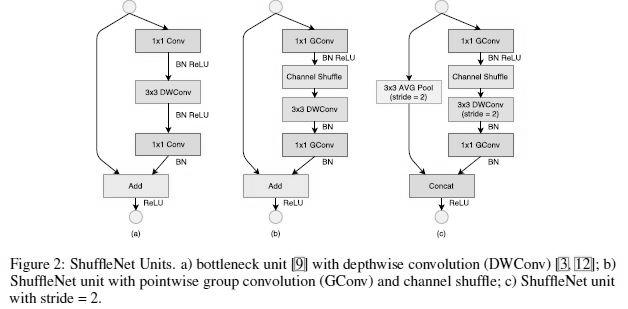 1x1 Conv
BN ReLU
3x3 DWConv
BN ReLU
1x1 Conv
BN
Add
ReLU
(a)
1x1 GConv
BN ReLU
Channel Shuffle
3x3 DWConv
BN
1x1 GConv
BN
Add
ReLU
(b)
3x3 AVG Pool
(stride = 2)
1x1 GConv
BN ReLU
Channel Shuffle
3x3 DWConv
(stride = 2)
BN
1x1 GConv
BN
Concat
ReLU
(c)
Figure 2: ShuffleNet Units. a) bottleneck unit [9] with depthwise convolution (DWConv) [3, 12]; b)
ShuffleNet unit with pointwise group convolution (GConv) and channel shuffle; c) ShuffleNet unit
with stride = 2.